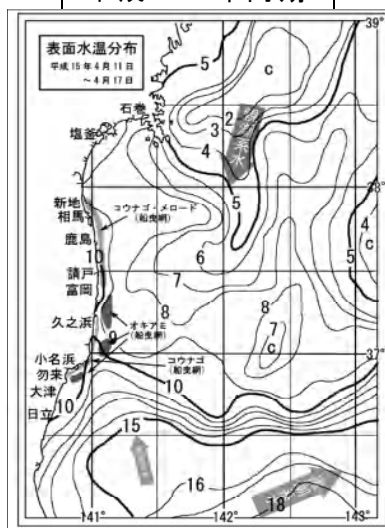 表面水温分布
平成15年4月11日
～4月17日
39°
5
C
石巻
塩釜
2
3
親潮系水
4
38°
新地
相馬
コウナゴ・メロード
(船曳網)
5
4
C
鹿島
6
10
請戸
7
5
富岡
8
8
オキアミ
(船曳網)
久之浜
7
9
C
37°
小名浜
コウナゴ
(船曳網)
勿来
大津
10
10
日立
15
16
18
141°
142°
143°